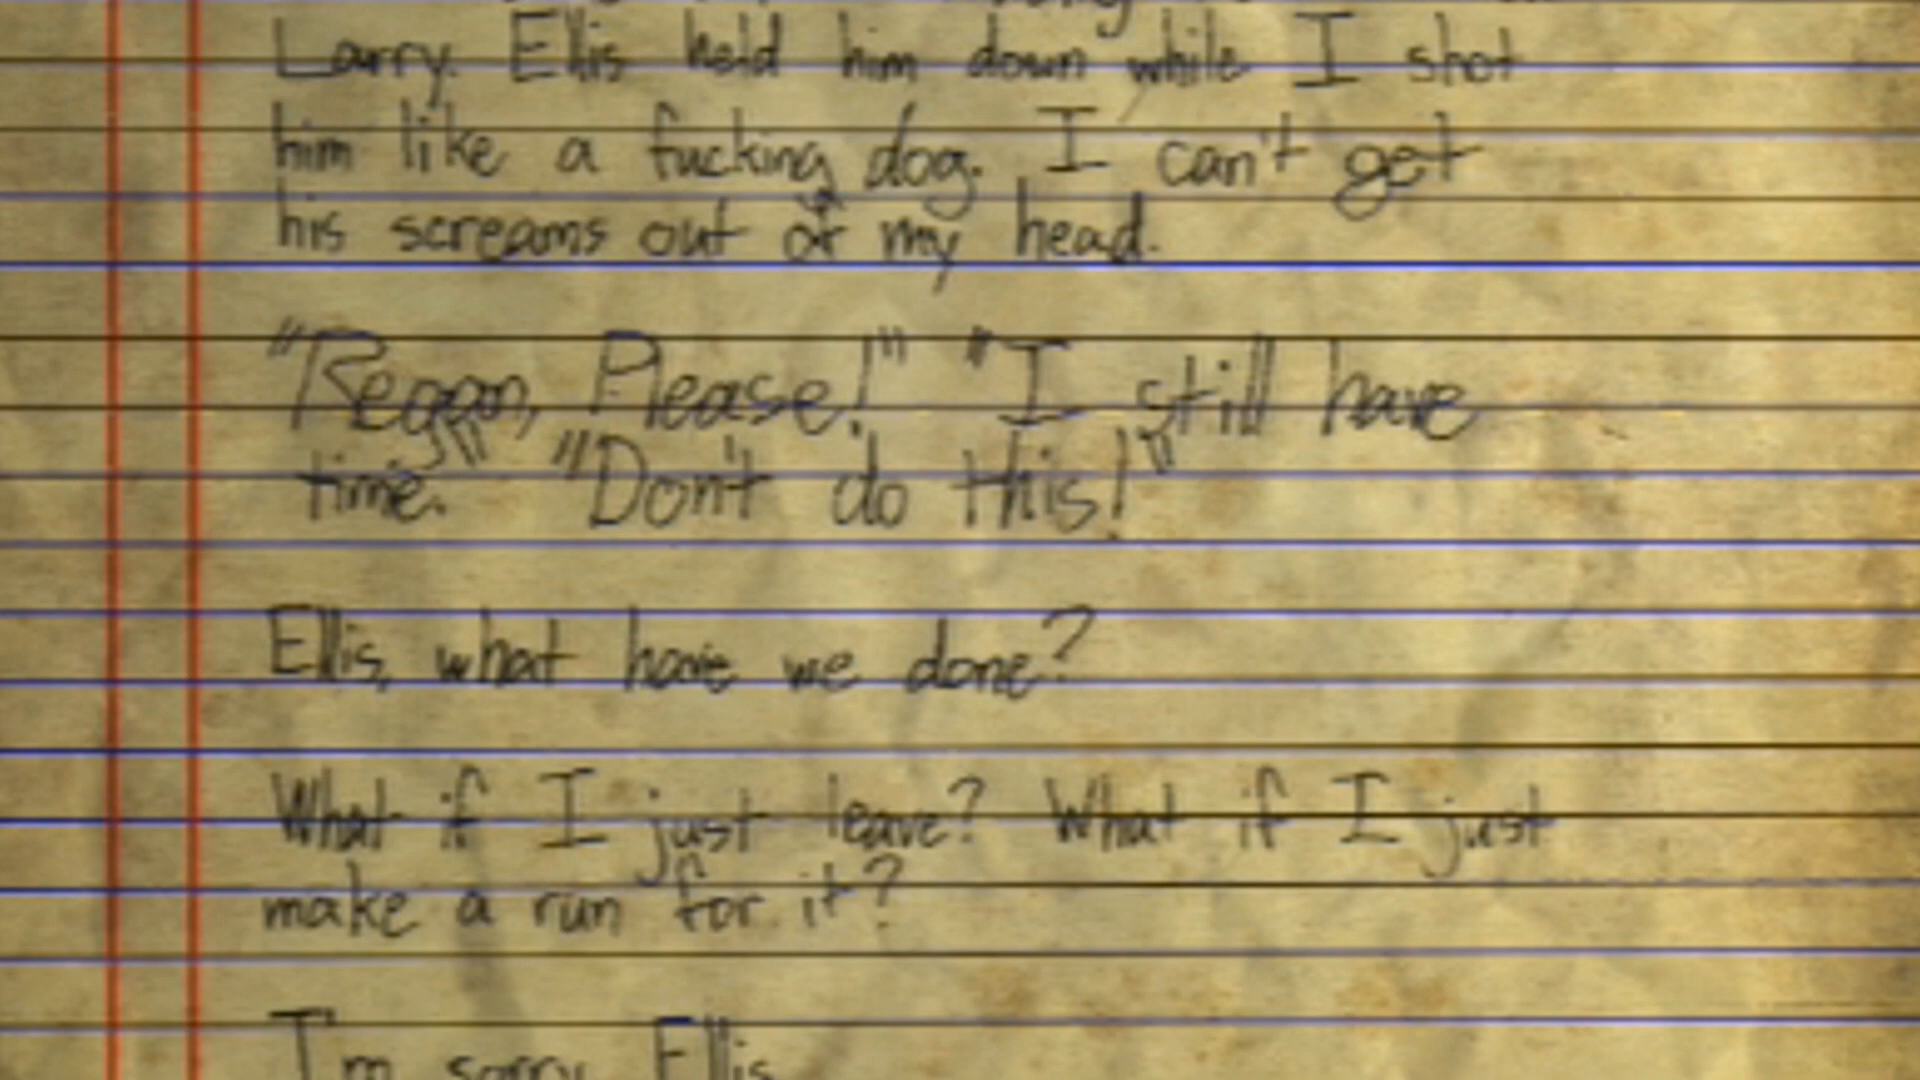 Larry. Ellis held him down while I shot
him like a fucking dog. I can't get
his screams out of my head.
"Regan, Please!" "I still have
time." "Don't do this!"
Ellis, what have we done?
What if I just leave? What if I just
make a run for it?
I'm sorry Ellis